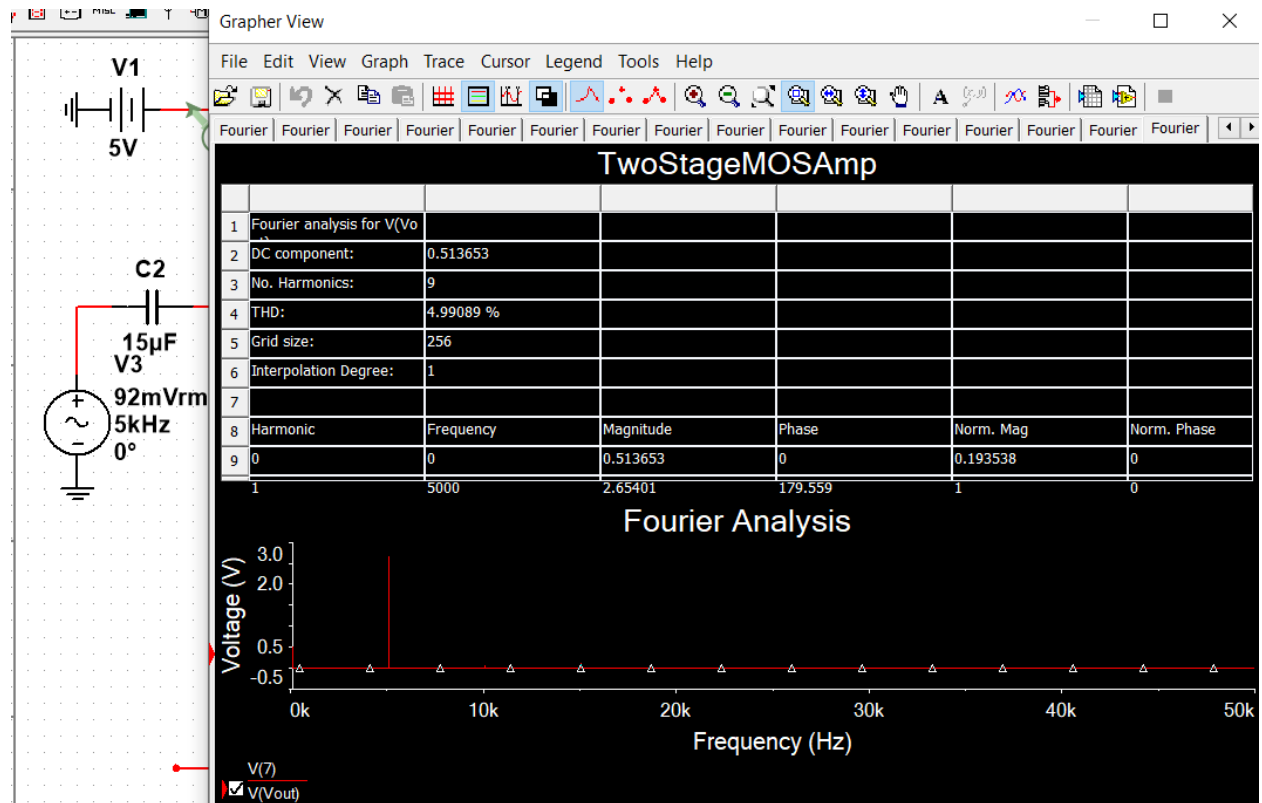 MISC
Grapher View
File Edit View Graph Trace Cursor Legend Tools Help
A
Fourier Fourier Fourier Fourier Fourier Fourier Fourier Fourier Fourier Fourier Fourier Fourier Fourier Fourier Fourier Fourier
V1
5V
C2
15µF
V3
92mVrm
5kHz
0°
TwoStageMOSAmp
1 Fourier analysis for V(Vo
2 DC component: 0.513653
3 No. Harmonics: 9
4 THD: 4.99089 %
5 Grid size: 256
6 Interpolation Degree: 1
7
8 Harmonic Frequency Magnitude Phase Norm. Mag Norm. Phase
9 0 0 0.513653 0 0.193538 0
1 5000 2.65401 179.559 1 0
Fourier Analysis
Voltage (V)
3.0
2.0
0.5
-0.5
0k 10k 20k 30k 40k 50k
Frequency (Hz)
V(7)
V(Vout)